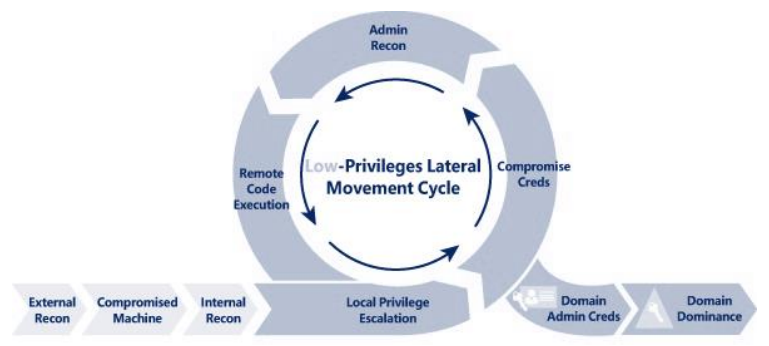 Admin
Recon
Low-Privileges Lateral
Movement Cycle
Remote
Code
Execution
Compromise
Creds
External
Recon
Compromised
Machine
Internal
Recon
Local Privilege
Escalation
Domain
Admin Creds
Domain
Dominance